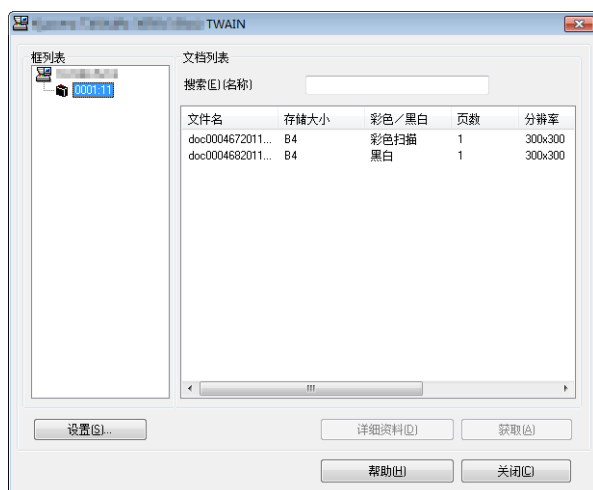 TWAIN
框列表
文档列表
0001:11
搜索(E) (名称)
文件名 存储大小 彩色／黑白 页数 分辨率
doc0004672011... B4 彩色扫描 1 300x300
doc0004682011... B4 黑白 1 300x300
设置(S)...
详细资料(D)
获取(A)
帮助(H)
关闭(C)